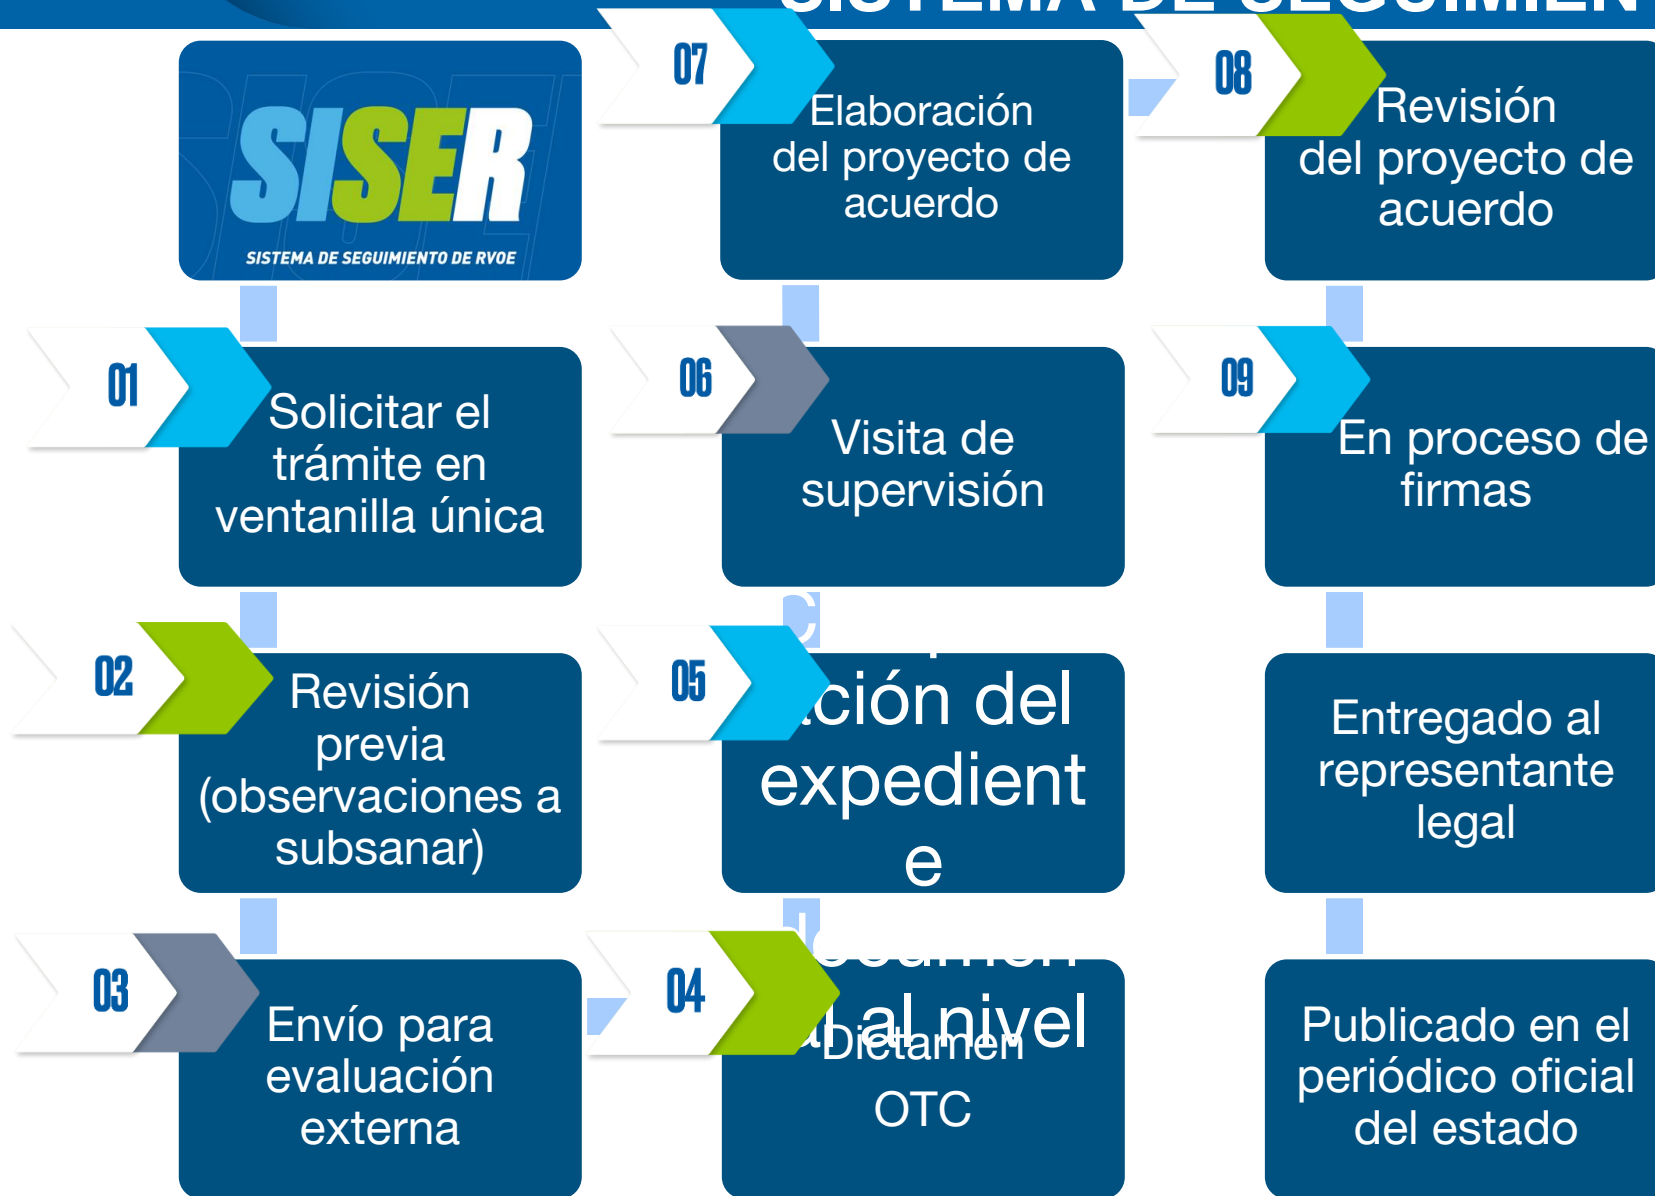 SISTEMA DE SEGUIMIEN
SISER
SISTEMA DE SEGUIMIENTO DE RVOE
01
Solicitar el
trámite en
ventanilla única
02
Revisión
previa
(observaciones a
subsanar)
03
Envío para
evaluación
externa
04
Dictamen
OTC
05
ción del
expedient
e
al nivel
06
Visita de
supervisión
07
Elaboración
del proyecto de
acuerdo
08
Revisión
del proyecto de
acuerdo
09
En proceso de
firmas
Entregado al
representante
legal
Publicado en el
periódico oficial
del estado